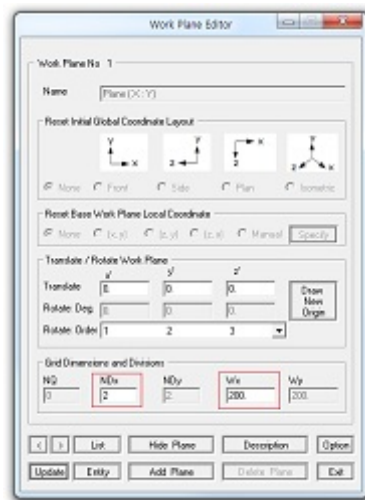 Work Plane Editor
Work Plane No 1
Name Plane (X : Y)
Reset Initial Global Coordinate Layout
Y X Y Z X Z Y Z X
None Front Side Plan Isometric
Reset Base Work Plane Local Coordinate
None (x, y) (z, y) (z, x) Manual Specify
Translate / Rotate Work Plane
x' y' z'
Translate 0. 0. 0. Draw New Origin
Rotate: Deg. 0. 0. 0.
Rotate: Order 1 2 3
Grid Dimensions and Divisions
NQ NDx NDy Wx Wy
0 2 2 200. 200.
< > List Hide Plane Description Option
Update Entity Add Plane Delete Plane Exit